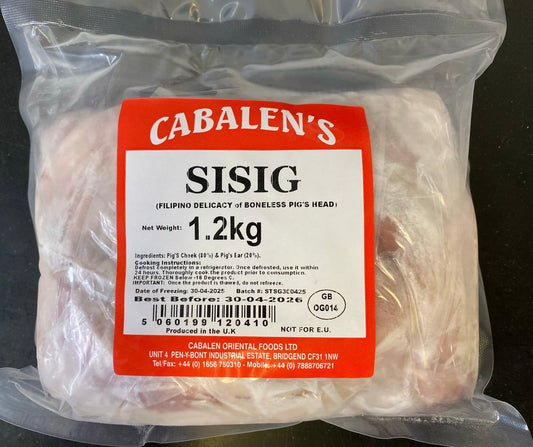 CABALEN'S
SISIG
(FILIPINO DELICACY of BONELESS PIG'S HEAD)
Net Weight: 1.2kg
Ingredients: Pig'S Cheek (80%) & Pig's Ear (20%).
Cooking Instructions:
Defrost completely in a refrigerator. Once defrosted, use it within
24 hours. Thoroughly cook the product prior to consumption.
KEEP FROZEN Below -18 Degrees C.
IMPORTANT: Once the product is thawed, do not refreeze.
Date of Freezing: 30-04-2025 Batch #: STSG300425
Best Before: 30-04-2026
GB
OG014
5 060199 120410
NOT FOR E.U.
Produced in the U.K
CABALEN ORIENTAL FOODS LTD
UNIT 4 PEN-Y-BONT INDUSTRIAL ESTATE, BRIDGEND CF31 1NW
Tel/Fax: +44 (0) 1656 750310 - Mobile: +44 (0) 7888706721